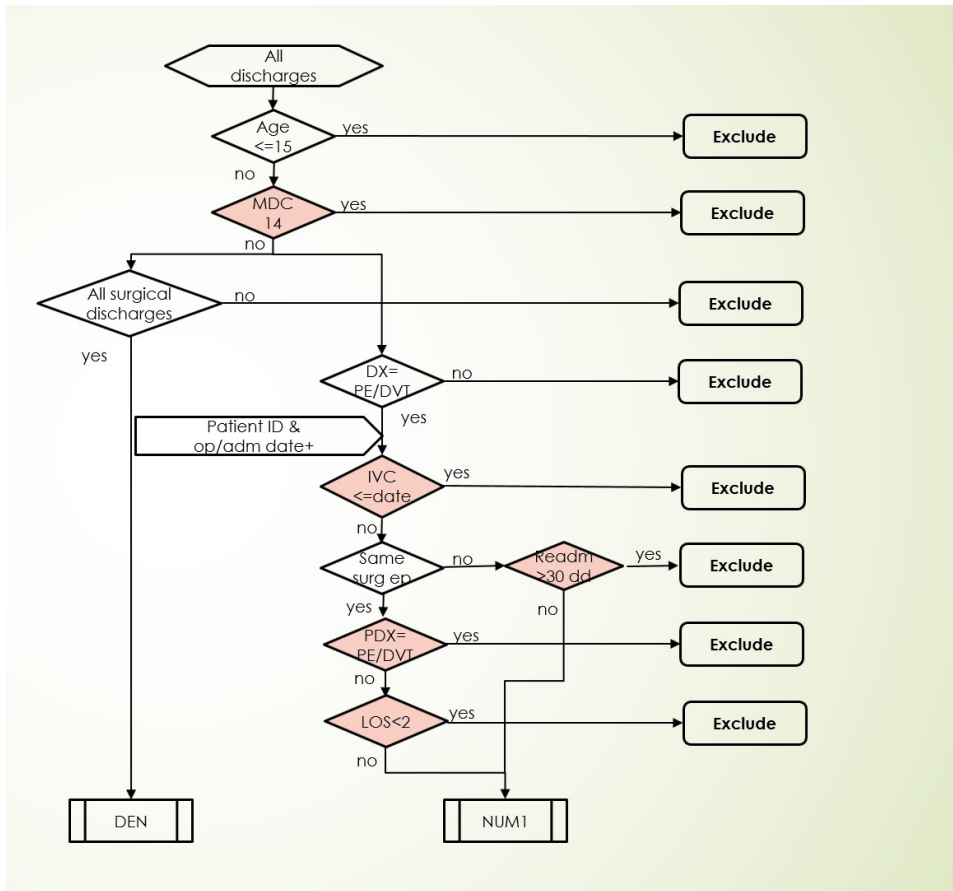 All
discharges
Age
<=15
yes
Exclude
no
MDC
14
yes
Exclude
no
All surgical
discharges
no
Exclude
yes
DX=
PE/DVT
no
Exclude
yes
Patient ID &
op/adm date+
IVC
<=date
yes
Exclude
no
Same
surg ep
no
Readm
>30 dd
yes
Exclude
yes
no
PDX=
PE/DVT
yes
Exclude
no
LOS<2
yes
Exclude
no
DEN
NUM1